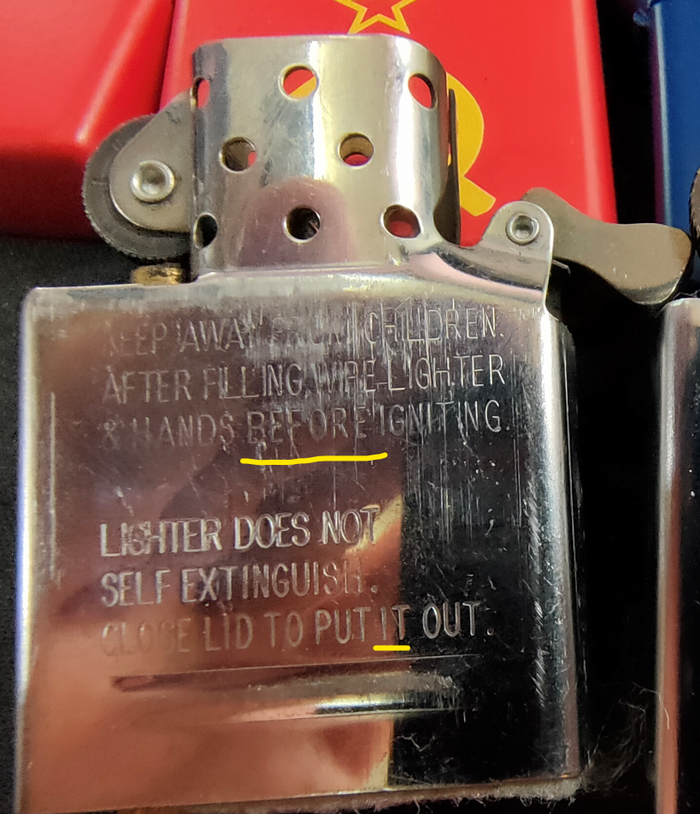 KEEP AWAY FROM CHILDREN.
AFTER FILLING WIPE LIGHTER
& HANDS BEFORE IGNITING.
LIGHTER DOES NOT
SELF EXTINGUISH.
CLOSE LID TO PUT IT OUT.